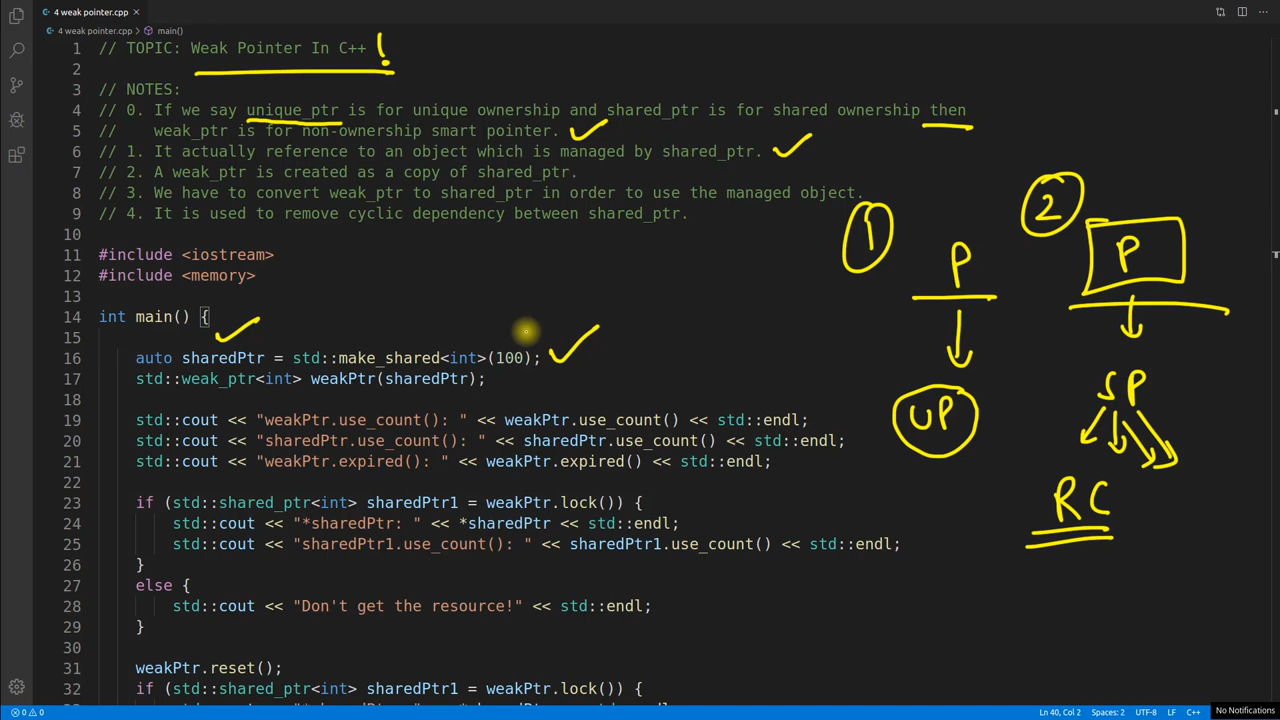 4 weak pointer.cpp ×
4 weak pointer.cpp > main()
1 // TOPIC: Weak Pointer In C++ !
2
3 // NOTES:
4 // 0. If we say unique_ptr is for unique ownership and shared_ptr is for shared ownership then
5 //    weak_ptr is for non-ownership smart pointer.
6 // 1. It actually reference to an object which is managed by shared_ptr.
7 // 2. A weak_ptr is created as a copy of shared_ptr.
8 // 3. We have to convert weak_ptr to shared_ptr in order to use the managed object.
9 // 4. It is used to remove cyclic dependency between shared_ptr.
10
11 #include <iostream>
12 #include <memory>
13
14 int main() {
15
16     auto sharedPtr = std::make_shared<int>(100);
17     std::weak_ptr<int> weakPtr(sharedPtr);
18
19     std::cout << "weakPtr.use_count(): " << weakPtr.use_count() << std::endl;
20     std::cout << "sharedPtr.use_count(): " << sharedPtr.use_count() << std::endl;
21     std::cout << "weakPtr.expired(): " << weakPtr.expired() << std::endl;
22
23     if (std::shared_ptr<int> sharedPtr1 = weakPtr.lock()) {
24         std::cout << "*sharedPtr: " << *sharedPtr << std::endl;
25         std::cout << "sharedPtr1.use_count(): " << sharedPtr1.use_count() << std::endl;
26     }
27     else {
28         std::cout << "Don't get the resource!" << std::endl;
29     }
30
31     weakPtr.reset();
32     if (std::shared_ptr<int> sharedPtr1 = weakPtr.lock()) {
1
P
UP
2
P
SP
RC
0 0
Ln 40, Col 2 Spaces: 2 UTF-8 LF C++ No Notifications